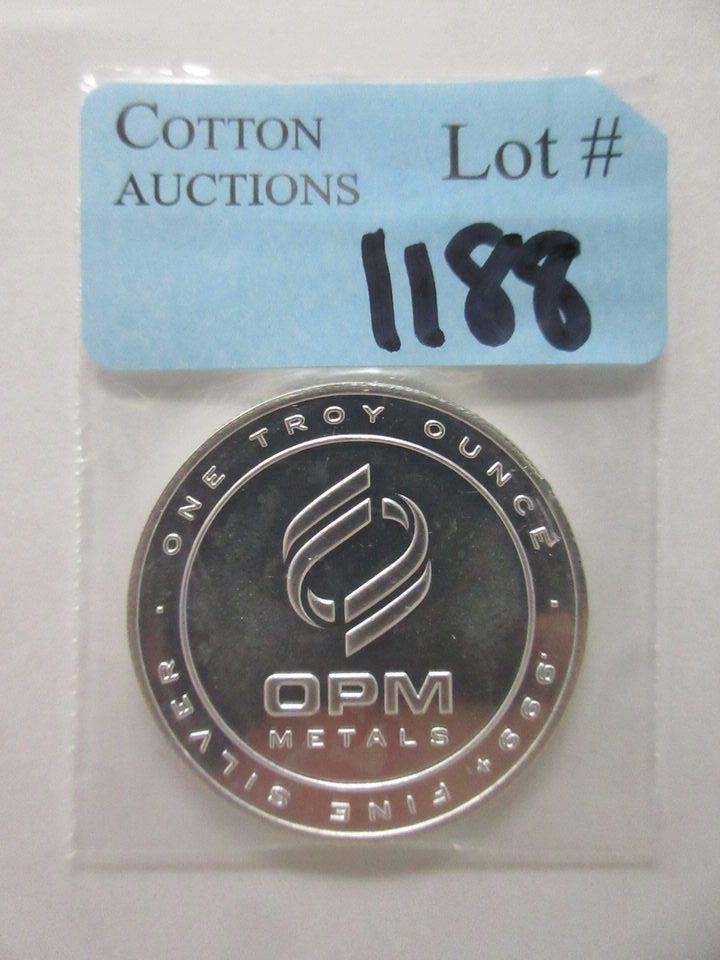 COTTON
AUCTIONS
Lot #
1188
ONE TROY OUNCE
OPM
METALS
.999+ FINE SILVER